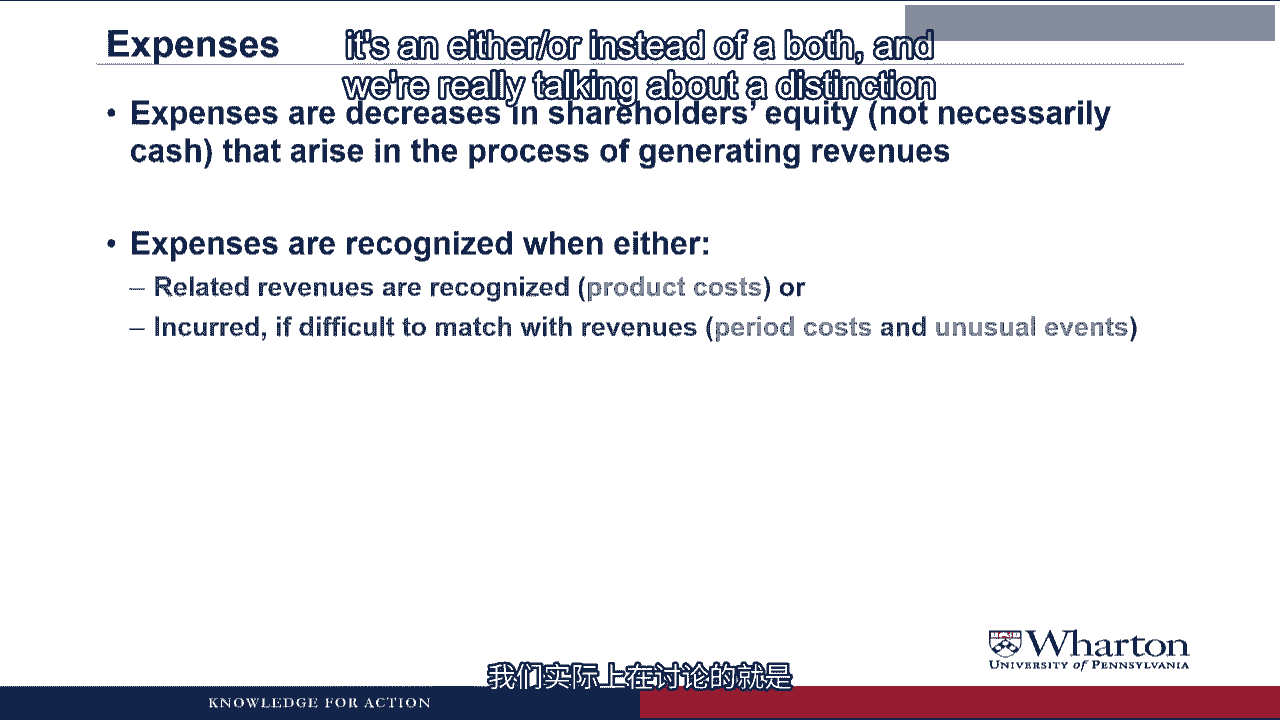 Expenses
it's an either/or instead of a both, and
we're really talking about a distinction
• Expenses are decreases in shareholders' equity (not necessarily
cash) that arise in the process of generating revenues
• Expenses are recognized when either:
– Related revenues are recognized (product costs) or
– Incurred, if difficult to match with revenues (period costs and unusual events)
Wharton
UNIVERSITY of PENNSYLVANIA
我们实际上在讨论的就是
KNOWLEDGE FOR ACTION